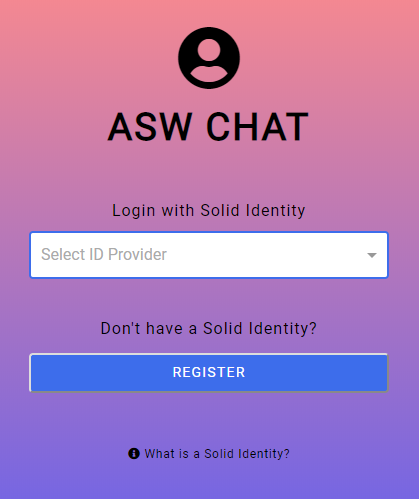 ASW CHAT
Login with Solid Identity
Select ID Provider
Don't have a Solid Identity?
REGISTER
What is a Solid Identity?